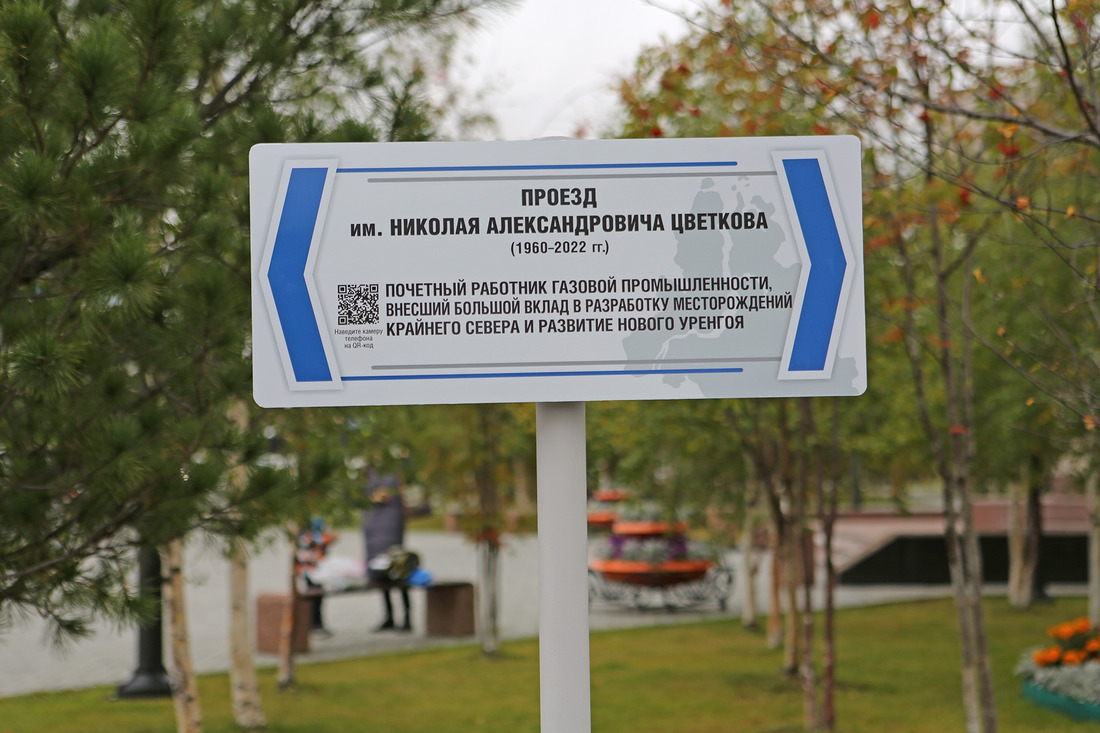 ПРОЕЗД
им. НИКОЛАЯ АЛЕКСАНДРОВИЧА ЦВЕТКОВА
(1960-2022 гг.)
ПОЧЕТНЫЙ РАБОТНИК ГАЗОВОЙ ПРОМЫШЛЕННОСТИ,
ВНЕСШИЙ БОЛЬШОЙ ВКЛАД В РАЗРАБОТКУ МЕСТОРОЖДЕНИЙ
КРАЙНЕГО СЕВЕРА И РАЗВИТИЕ НОВОГО УРЕНГОЯ
Наведите камеру
телефона
на QR-код